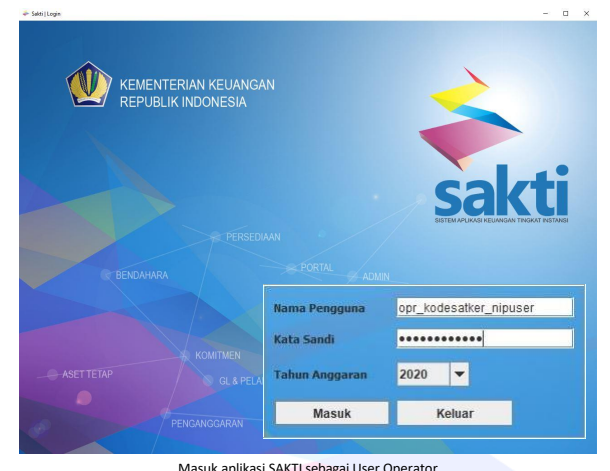 Sakti | Login
KEMENTERIAN KEUANGAN
REPUBLIK INDONESIA
sakti
SISTEM APLIKASI KEUANGAN TINGKAT INSTANSI
PERSEDIAAN
PORTAL
ADMIN
BENDAHARA
Nama Pengguna opr_kodesatker_nipuser
Kata Sandi
KOMITMEN
ASET TETAP
GL & PELA
Tahun Anggaran 2020
Masuk Keluar
PENGANGGARAN
Masuk aplikasi SAKTI sebagai User Operator